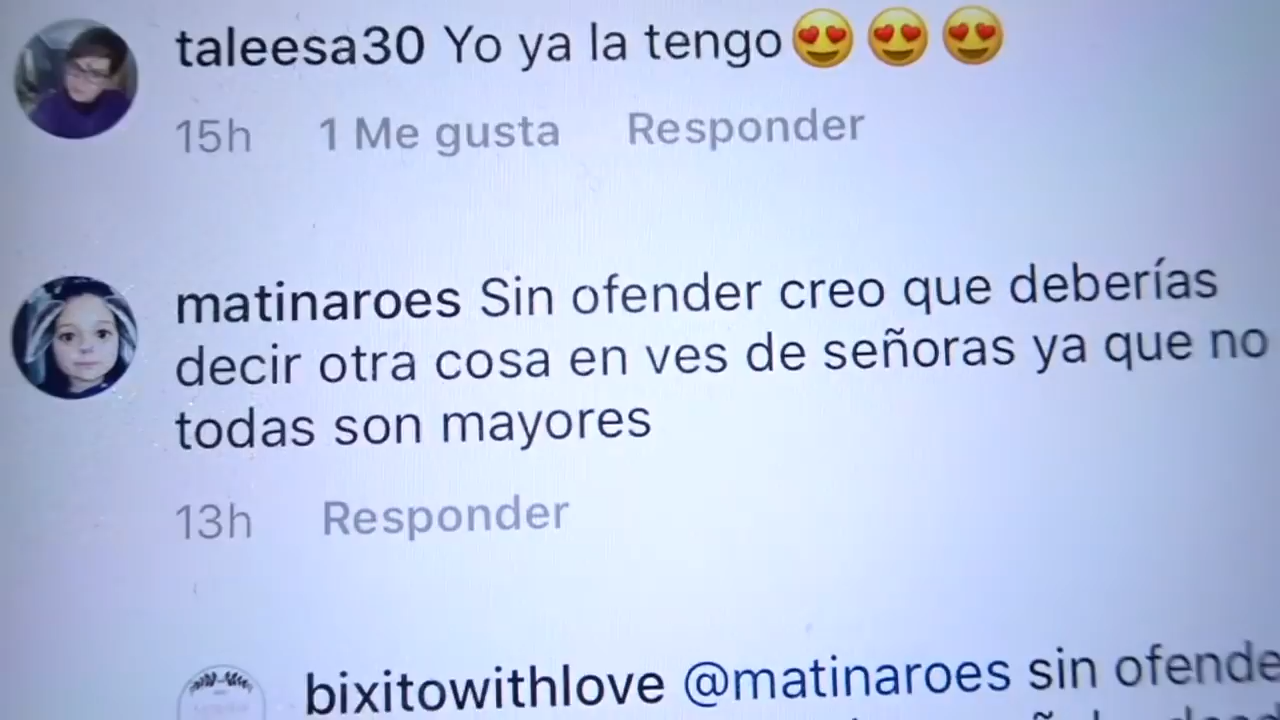 taleesa30 Yo ya la tengo😍😍😍
15h 1 Me gusta Responder
matinaroes Sin ofender creo que deberías
decir otra cosa en ves de señoras ya que no
todas son mayores
13h Responder
bixitowithlove @matinaroes sin ofende